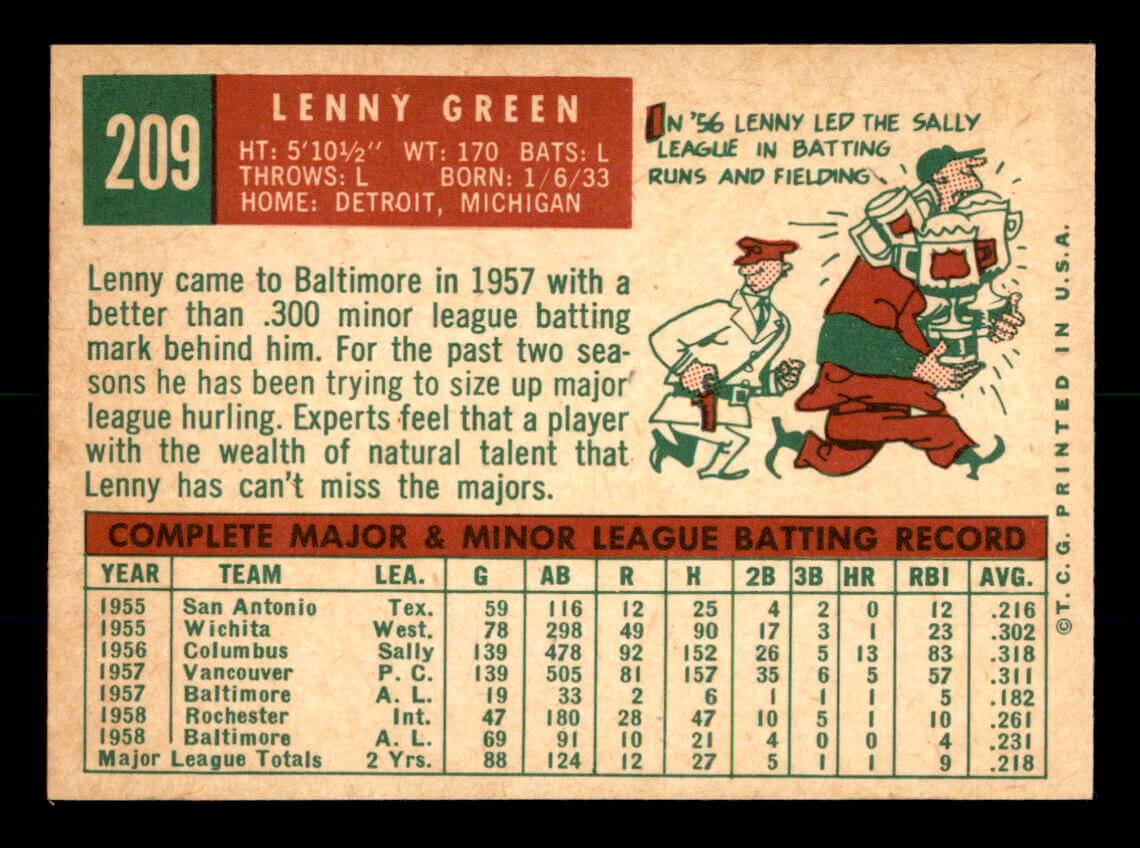 209
LENNY GREEN
HT: 5'10½" WT: 170 BATS: L
THROWS: L BORN: 1/6/33
HOME: DETROIT, MICHIGAN
IN '56 LENNY LED THE SALLY
LEAGUE IN BATTING
RUNS AND FIELDING
Lenny came to Baltimore in 1957 with a
better than .300 minor league batting
mark behind him. For the past two sea-
sons he has been trying to size up major
league hurling. Experts feel that a player
with the wealth of natural talent that
Lenny has can't miss the majors.
COMPLETE MAJOR & MINOR LEAGUE BATTING RECORD
YEAR TEAM LEA. G AB R H 2B 3B HR RBI AVG.
1955 San Antonio Tex. 59 116 12 25 4 2 0 12 .216
1955 Wichita West. 78 298 49 90 17 3 1 23 .302
1956 Columbus Sally 139 478 92 152 26 5 13 83 .318
1957 Vancouver P. C. 139 505 81 157 35 6 5 57 .311
1957 Baltimore A. L. 19 33 2 6 1 1 1 5 .182
1958 Rochester Int. 47 180 28 47 10 5 1 10 .261
1958 Baltimore A. L. 69 91 10 21 4 0 0 4 .231
Major League Totals 2 Yrs. 88 124 12 27 5 1 1 9 .218
©T. C. G. PRINTED IN U.S.A.